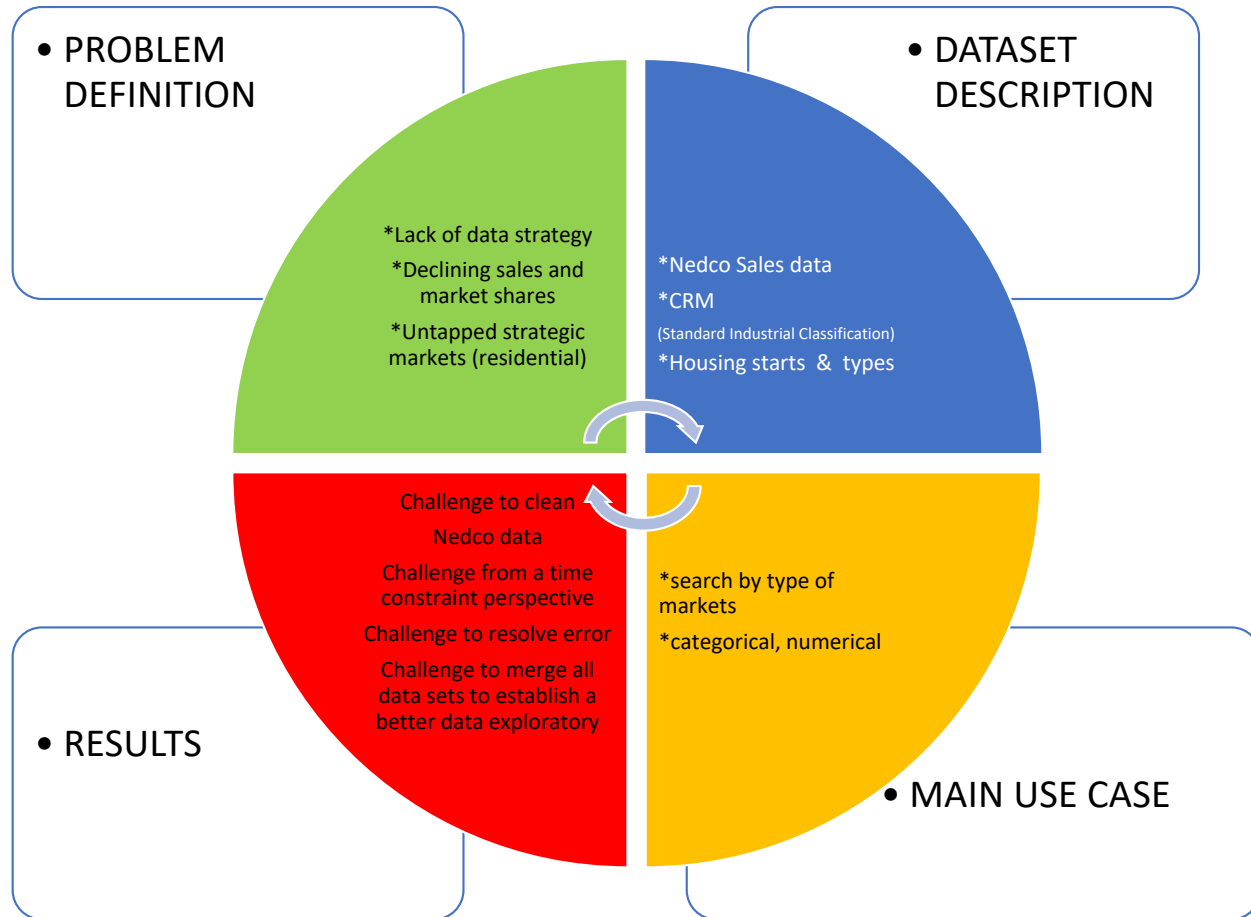 • PROBLEM
DEFINITION
• DATASET
DESCRIPTION
*Lack of data strategy
*Declining sales and
market shares
*Untapped strategic
markets (residential)
*Nedco Sales data
*CRM
(Standard Industrial Classification)
*Housing starts & types
Challenge to clean
Nedco data
Challenge from a time
constraint perspective
Challenge to resolve error
Challenge to merge all
data sets to establish a
better data exploratory
*search by type of
markets
*categorical, numerical
• RESULTS
• MAIN USE CASE